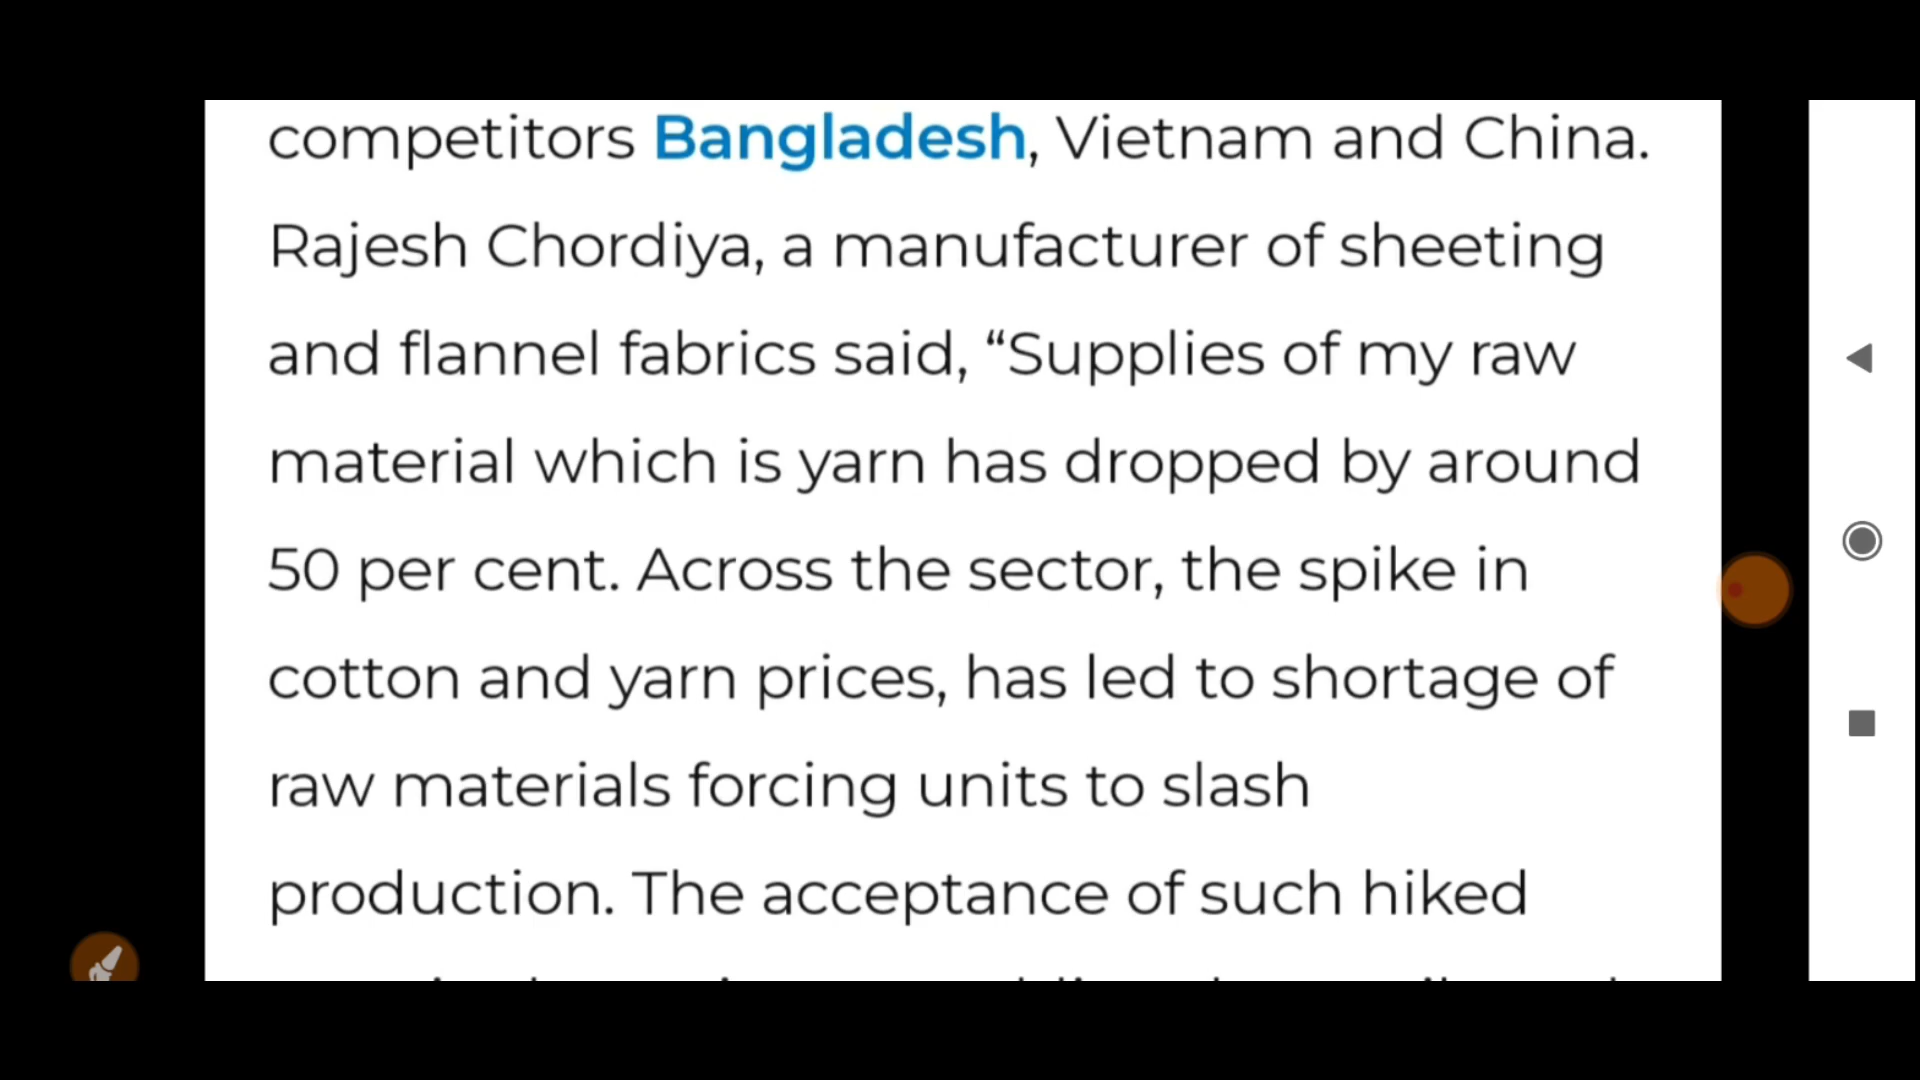 competitors Bangladesh, Vietnam and China.
Rajesh Chordiya, a manufacturer of sheeting
and flannel fabrics said, “Supplies of my raw
material which is yarn has dropped by around
50 per cent. Across the sector, the spike in
cotton and yarn prices, has led to shortage of
raw materials forcing units to slash
production. The acceptance of such hiked